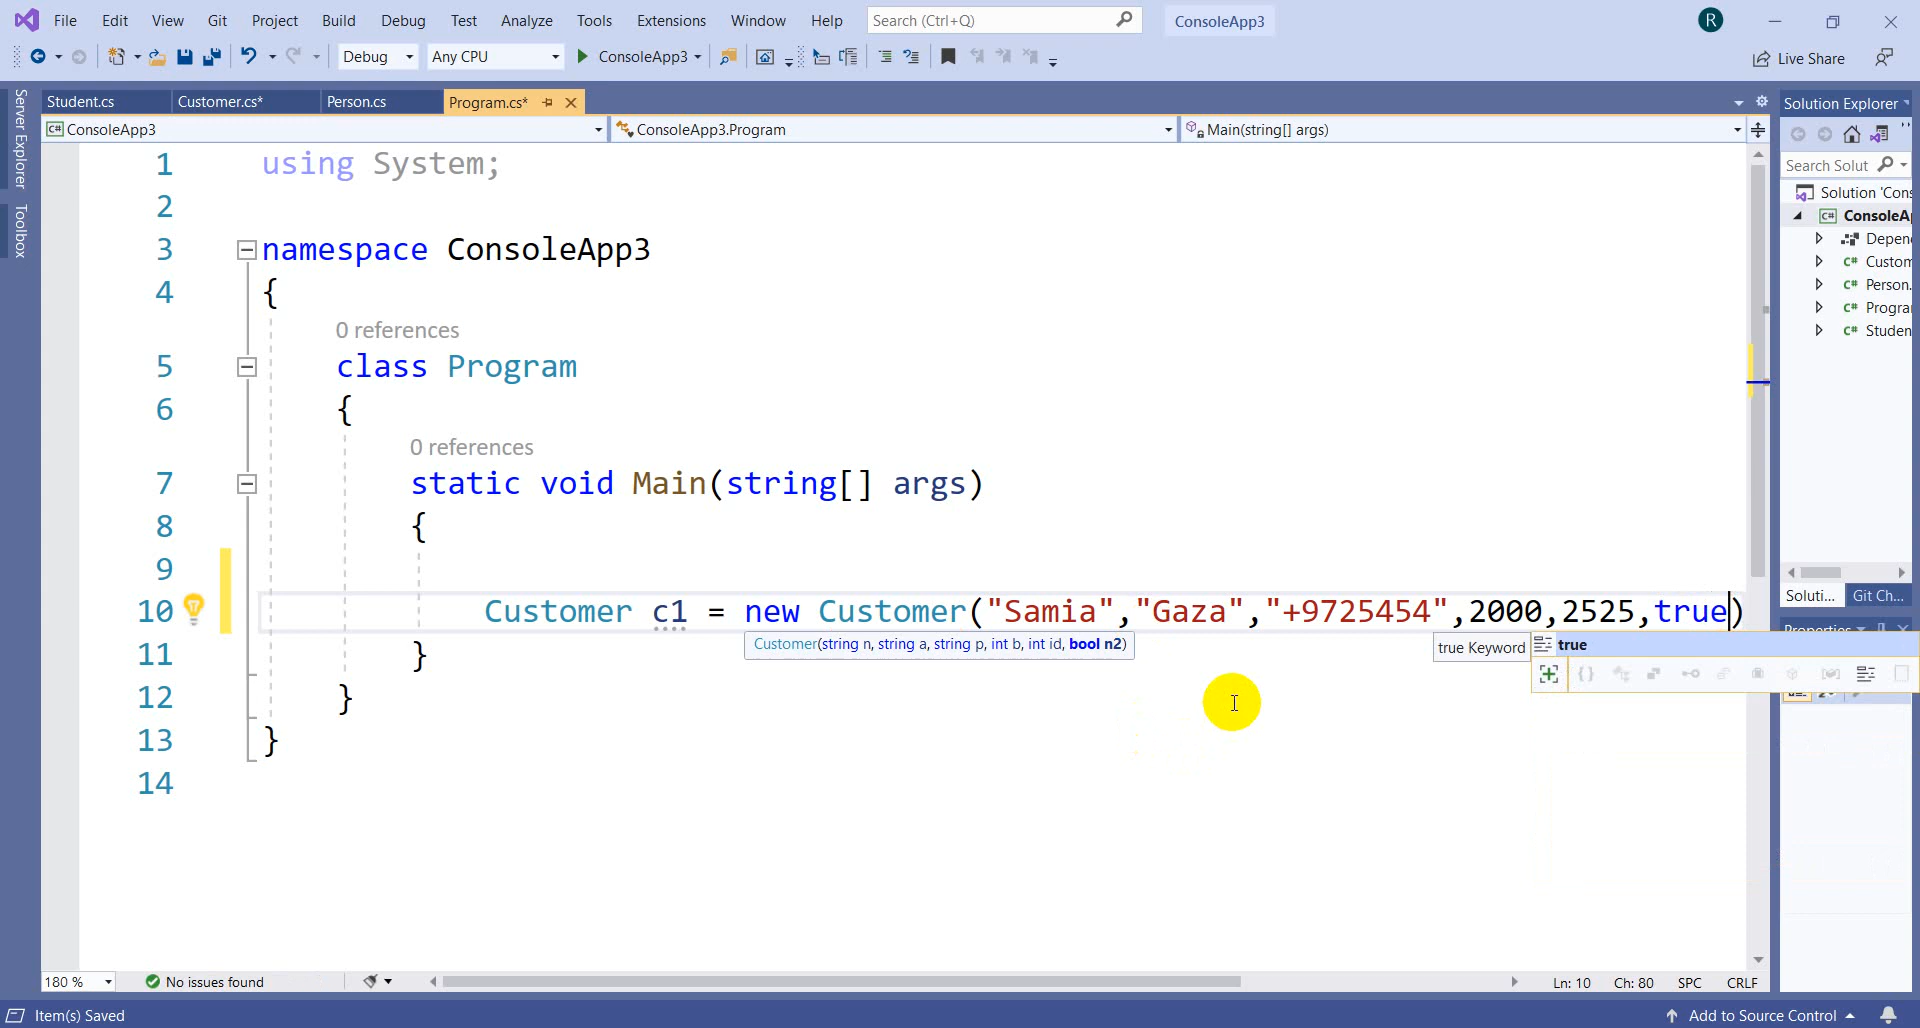 File Edit View Git Project Build Debug Test Analyze Tools Extensions Window Help Search (Ctrl+Q) ConsoleApp3 R
Debug Any CPU ConsoleApp3 Live Share
Server Explorer
Toolbox
Student.cs Customer.cs* Person.cs Program.cs*
Solution Explorer
C# ConsoleApp3 ConsoleApp3.Program Main(string[] args)
Search Solut
Solution 'Cons
C# ConsoleA
Depen
C# Custom
C# Person.
C# Progra
C# Studen
1 using System;
2
3 namespace ConsoleApp3
4 {
0 references
5 class Program
6 {
0 references
7 static void Main(string[] args)
8 {
9
10 Customer c1 = new Customer("Samia","Gaza","+9725454",2000,2525,true)
Customer(string n, string a, string p, int b, int id, bool n2)
true Keyword true
11 }
12 }
13 }
14
Soluti... Git Ch...
Properties
180 % No issues found Ln: 10 Ch: 80 SPC CRLF
Item(s) Saved Add to Source Control